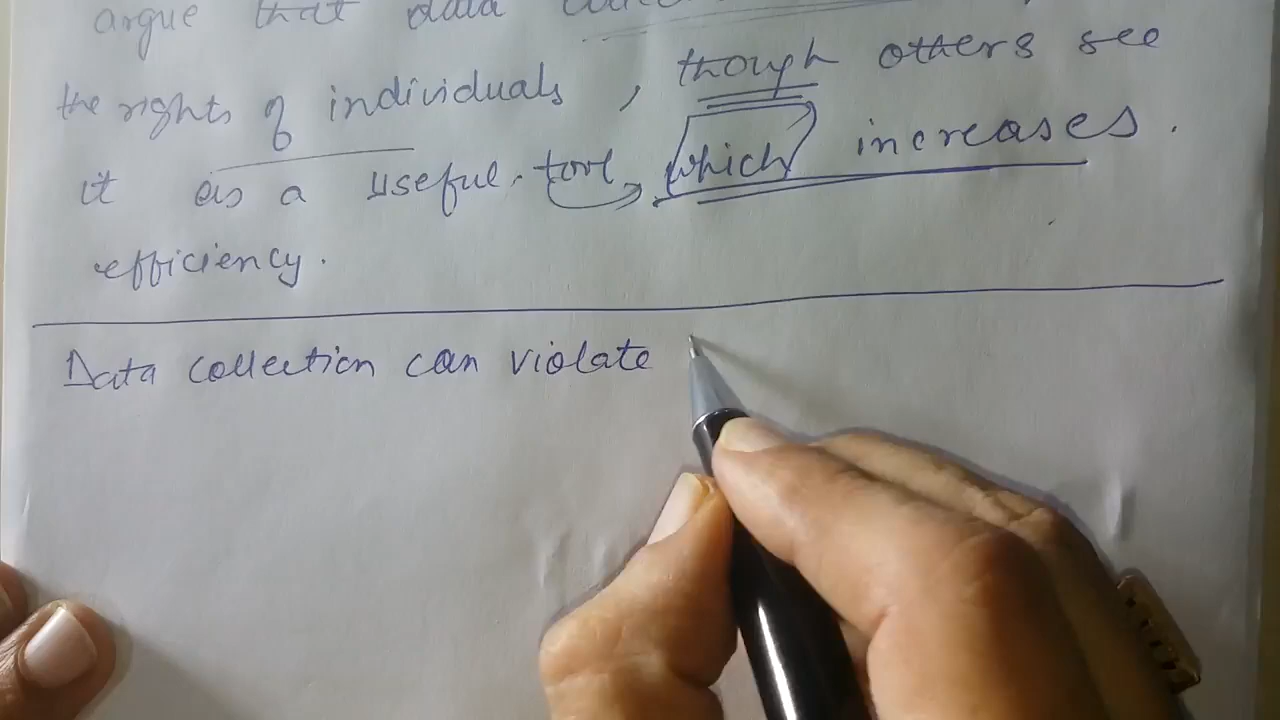 argue that data
the rights of individuals, though others see
it as a useful tool which increases.
efficiency.
Data collection can violate